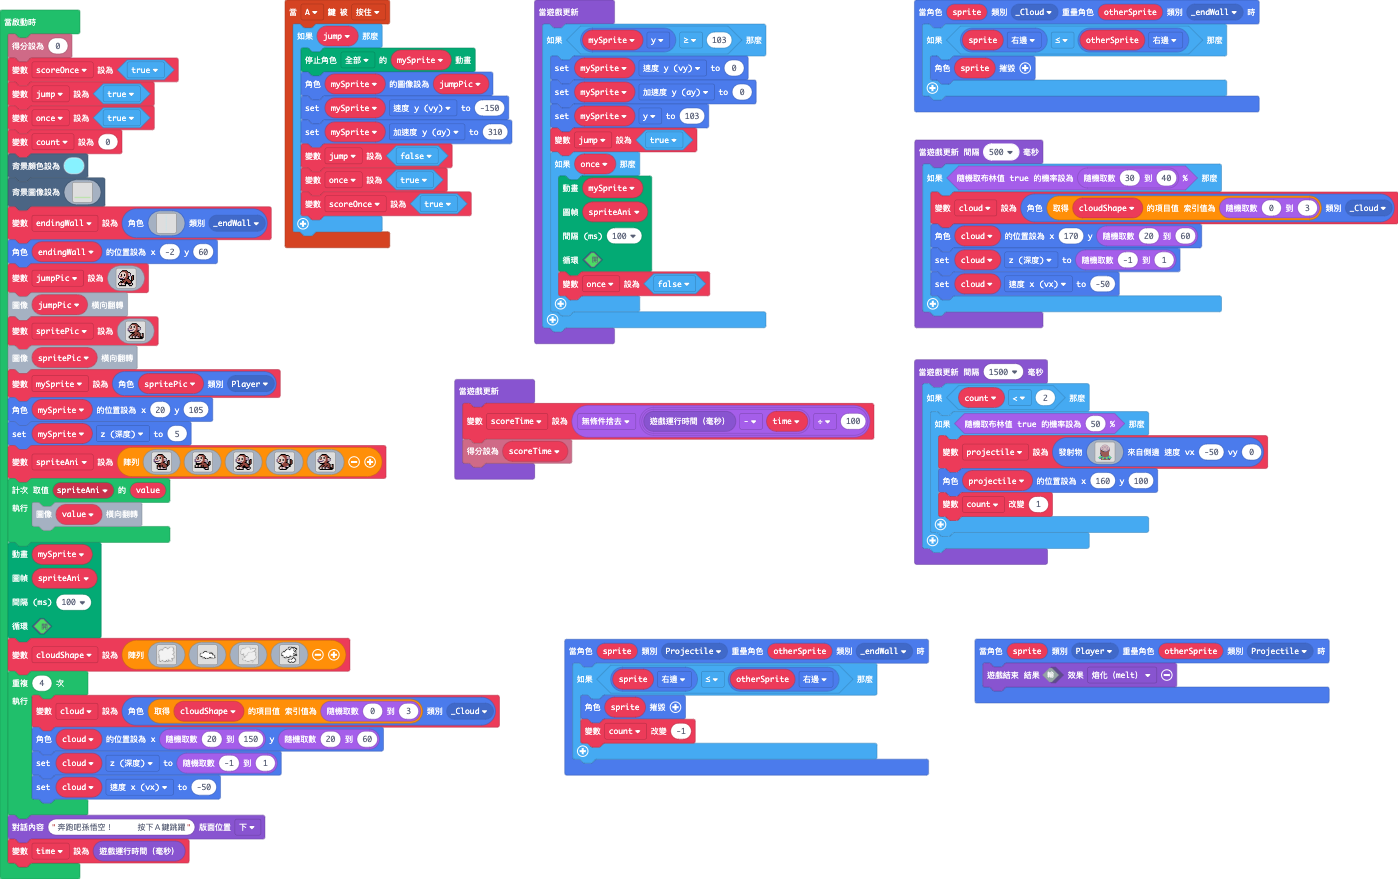 當啟動時
得分設為 0
變數 scoreOnce 設為 true
變數 jump 設為 true
變數 once 設為 true
變數 count 設為 0
背景顏色設為
背景圖像設為
變數 endingWall 設為 角色 類別 _endWall
角色 endingWall 的位置設為 x -2 y 60
變數 jumpPic 設為
圖像 jumpPic 橫向翻轉
變數 spritePic 設為
圖像 spritePic 橫向翻轉
變數 mySprite 設為 角色 spritePic 類別 Player
角色 mySprite 的位置設為 x 20 y 105
set mySprite z (深度) to 5
變數 spriteAni 設為 陣列
計次 取值 spriteAni 的 value
執行 圖像 value 橫向翻轉
動畫 mySprite
圖幀 spriteAni
間隔 (ms) 100
循環
變數 cloudShape 設為 陣列
重複 4 次
執行 變數 cloud 設為 角色 取得 cloudShape 的項目值 索引值為 隨機取數 0 到 3 類別 _Cloud
角色 cloud 的位置設為 x 隨機取數 20 到 150 y 隨機取數 20 到 60
set cloud z (深度) to 隨機取數 -1 到 1
set cloud 速度 x (vx) to -50
對話內容 "奔跑吧孫悟空！ 按下A鍵跳躍" 版面位置 下
變數 time 設為 遊戲運行時間 (毫秒)
當 A 鍵 被 按住
如果 jump 那麼
停止角色 全部 的 mySprite 動畫
角色 mySprite 的圖像設為 jumpPic
set mySprite 速度 y (vy) to -150
set mySprite 加速度 y (ay) to 310
變數 jump 設為 false
變數 once 設為 true
變數 scoreOnce 設為 true
當遊戲更新
如果 mySprite y ≥ 103 那麼
set mySprite 速度 y (vy) to 0
set mySprite 加速度 y (ay) to 0
set mySprite y to 103
變數 jump 設為 true
如果 once 那麼
動畫 mySprite
圖幀 spriteAni
間隔 (ms) 100
循環
變數 once 設為 false
當遊戲更新
變數 scoreTime 設為 無條件捨去 遊戲運行時間 (毫秒) - time ÷ 100
得分設為 scoreTime
當角色 sprite 類別 _Cloud 重疊角色 otherSprite 類別 _endWall 時
如果 sprite 右邊 ≤ otherSprite 右邊 那麼
角色 sprite 摧毀
當遊戲更新 間隔 500 毫秒
如果 隨機取布林值 true 的機率設為 隨機取數 30 到 40 % 那麼
變數 cloud 設為 角色 取得 cloudShape 的項目值 索引值為 隨機取數 0 到 3 類別 _Cloud
角色 cloud 的位置設為 x 170 y 隨機取數 20 到 60
set cloud z (深度) to 隨機取數 -1 到 1
set cloud 速度 x (vx) to -50
當遊戲更新 間隔 1500 毫秒
如果 count < 2 那麼
如果 隨機取布林值 true 的機率設為 50 % 那麼
變數 projectile 設為 發射物 來自側邊 速度 vx -50 vy 0
角色 projectile 的位置設為 x 160 y 100
變數 count 改變 1
當角色 sprite 類別 Projectile 重疊角色 otherSprite 類別 _endWall 時
如果 sprite 右邊 ≤ otherSprite 右邊 那麼
角色 sprite 摧毀
變數 count 改變 -1
當角色 sprite 類別 Player 重疊角色 otherSprite 類別 Projectile 時
遊戲結束 結果 效果 熔化 (melt)